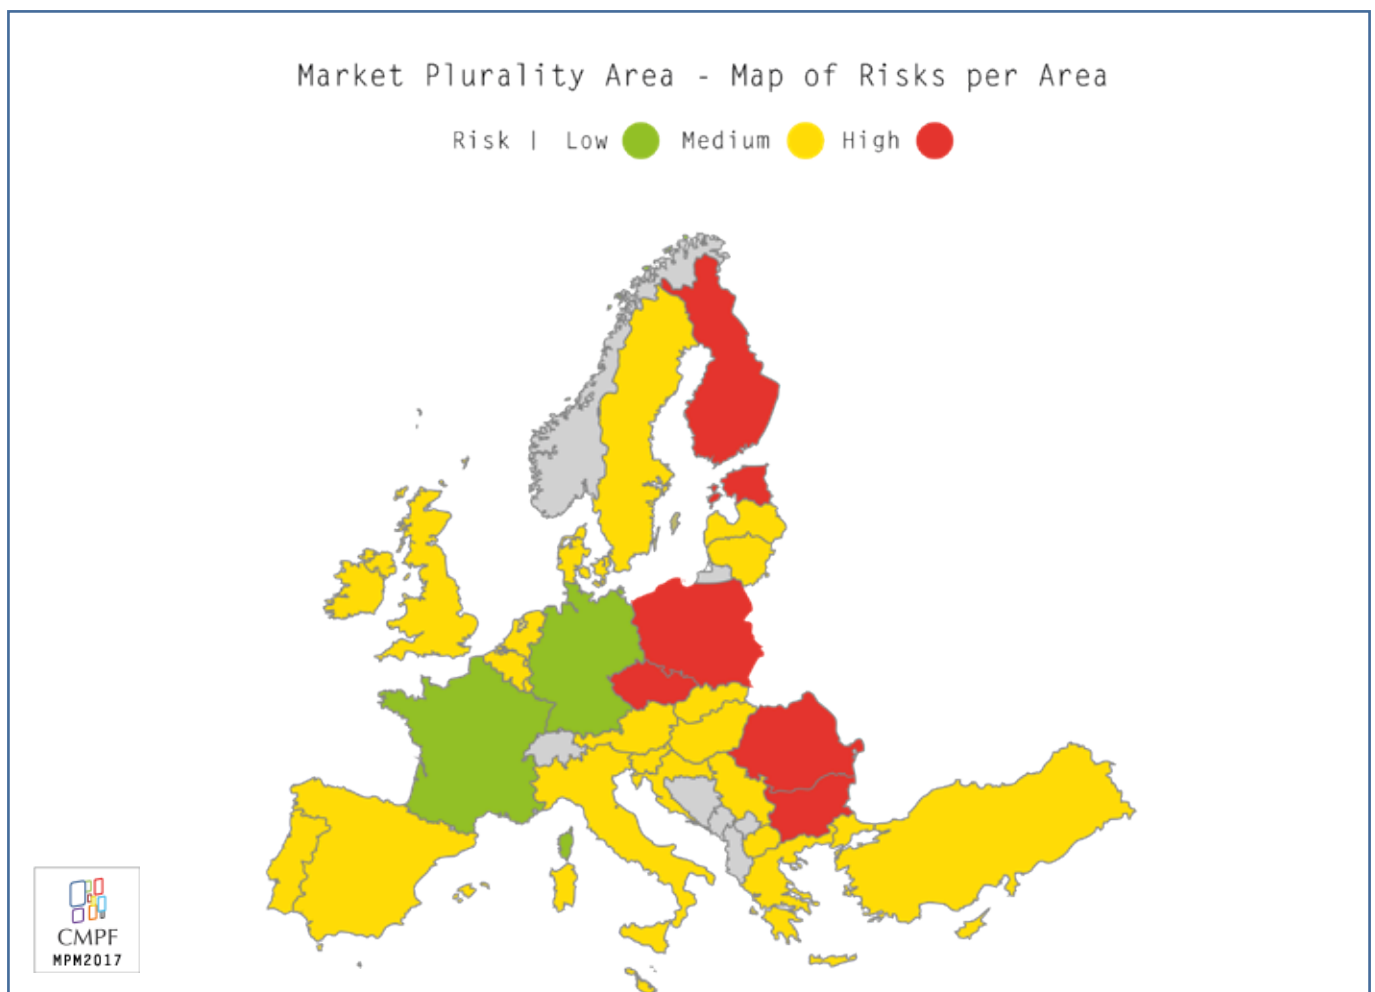 Market Plurality Area - Map of Risks per Area
Risk | Low Medium High
CMPF
MPM2017